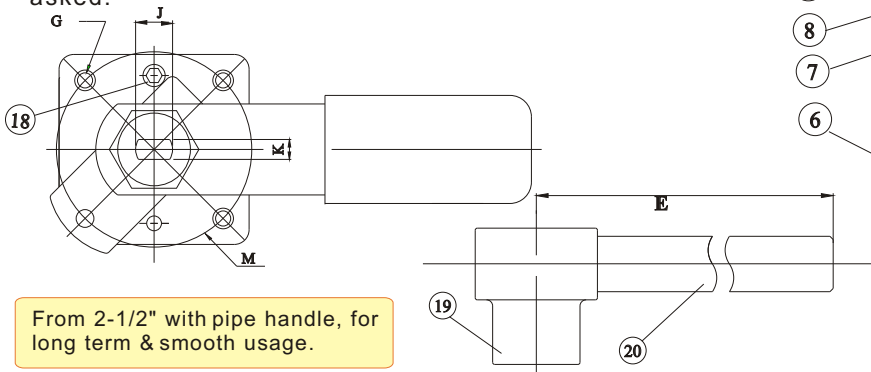 asked.
G
J
8
7
18
6
K
E
M
19
20
From 2-1/2" with pipe handle, for
long term & smooth usage.